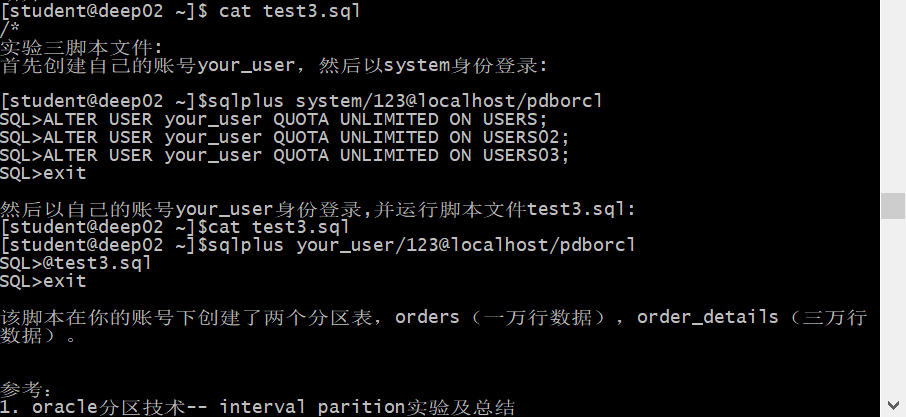 [student@deep02 ~]$ cat test3.sql
/*
实验三脚本文件:
首先创建自己的账号your_user，然后以system身份登录:
[student@deep02 ~]$sqlplus system/123@localhost/pdborcl
SQL>ALTER USER your_user QUOTA UNLIMITED ON USERS;
SQL>ALTER USER your_user QUOTA UNLIMITED ON USERS02;
SQL>ALTER USER your_user QUOTA UNLIMITED ON USERS03;
SQL>exit
然后以自己的账号your_user身份登录,并运行脚本文件test3.sql:
[student@deep02 ~]$cat test3.sql
[student@deep02 ~]$sqlplus your_user/123@localhost/pdborcl
SQL>@test3.sql
SQL>exit
该脚本在你的账号下创建了两个分区表，orders（一万行数据），order_details（三万行
数据）。
参考：
1. oracle分区技术-- interval parition实验及总结